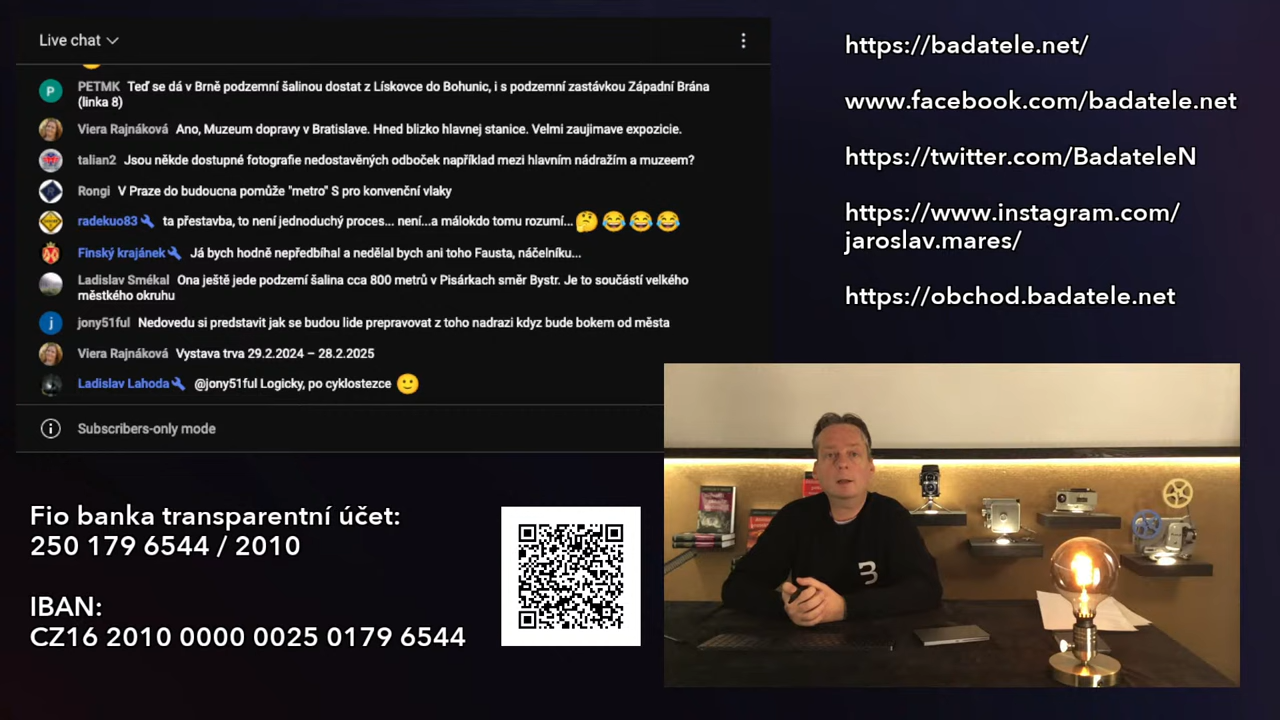 Live chat
PETMK Teď se dá v Brně podzemní šalinou dostat z Lískovce do Bohunic, i s podzemní zastávkou Západní Brána
(linka 8)
Viera Rajnáková Ano, Muzeum dopravy v Bratislave. Hned blizko hlavnej stanice. Velmi zaujimave expozicie.
talian2 Jsou někde dostupné fotografie nedostavěných odboček například mezi hlavním nádražím a muzeem?
Rongi V Praze do budoucna pomůže "metro" S pro konvenční vlaky
radekuo83 ta přestavba, to není jednoduchý proces... není...a málokdo tomu rozumí... 🤔😂😂😂
Finský krajánek Já bych hodně nepředbíhal a nedělal bych ani toho Fausta, náčelníku...
Ladislav Smékal Ona ještě jede podzemí šalina cca 800 metrů v Pisárkach směr Bystr. Je to součástí velkého
městkého okruhu
jony51ful Nedovedu si predstavit jak se budou lide prepravovat z toho nadrazi kdyz bude bokem od města
Viera Rajnáková Vystava trva 29.2.2024 – 28.2.2025
Ladislav Lahoda @jony51ful Logicky, po cyklostezce 🙂
Subscribers-only mode
https://badatele.net/
www.facebook.com/badatele.net
https://twitter.com/BadateleN
https://www.instagram.com/
jaroslav.mares/
https://obchod.badatele.net
Fio banka transparentní účet:
250 179 6544 / 2010
IBAN:
CZ16 2010 0000 0025 0179 6544